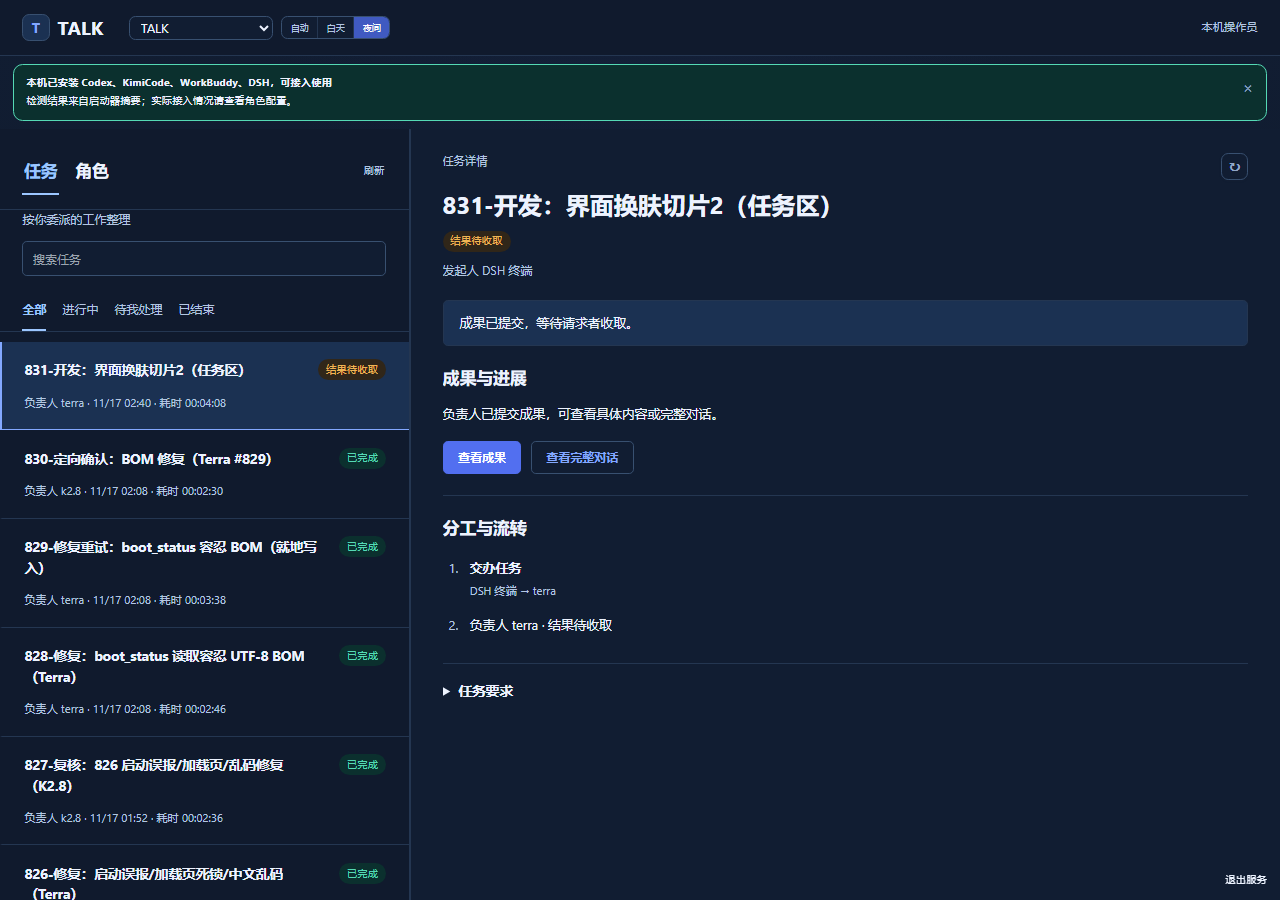 T TALK TALK 自动 白天 夜间 本机操作员
本机已安装 Codex、KimiCode、WorkBuddy、DSH，可接入使用
检测结果来自启动器摘要；实际接入情况请查看角色配置。
×
任务 角色 刷新
按你委派的工作整理
搜索任务
全部 进行中 待我处理 已结束
831-开发：界面换肤切片2（任务区） 结果待收取
负责人 terra · 11/17 02:40 · 耗时 00:04:08
830-定向确认：BOM 修复（Terra #829） 已完成
负责人 k2.8 · 11/17 02:08 · 耗时 00:02:30
829-修复重试：boot_status 容忍 BOM（就地写 已完成
入）
负责人 terra · 11/17 02:08 · 耗时 00:03:38
828-修复：boot_status 读取容忍 UTF-8 BOM 已完成
（Terra）
负责人 terra · 11/17 02:08 · 耗时 00:02:46
827-复核：826 启动误报/加载页/乱码修复 已完成
（K2.8）
负责人 k2.8 · 11/17 01:52 · 耗时 00:02:36
826-修复：启动误报/加载页死锁/中文乱码 已完成
（Terra）
任务详情
↻
831-开发：界面换肤切片2（任务区）
结果待收取
发起人 DSH 终端
成果已提交，等待请求者收取。
成果与进展
负责人已提交成果，可查看具体内容或完整对话。
查看成果 查看完整对话
分工与流转
1. 交办任务
DSH 终端 → terra
2. 负责人 terra · 结果待收取
▶ 任务要求
退出服务